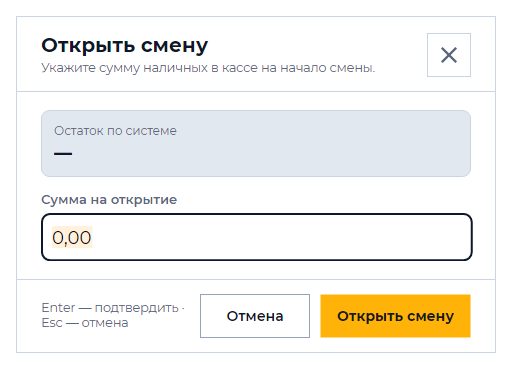 Открыть смену
Укажите сумму наличных в кассе на начало смены.
Остаток по системе
—
Сумма на открытие
0,00
Enter — подтвердить ·
Esc — отмена
Отмена
Открыть смену